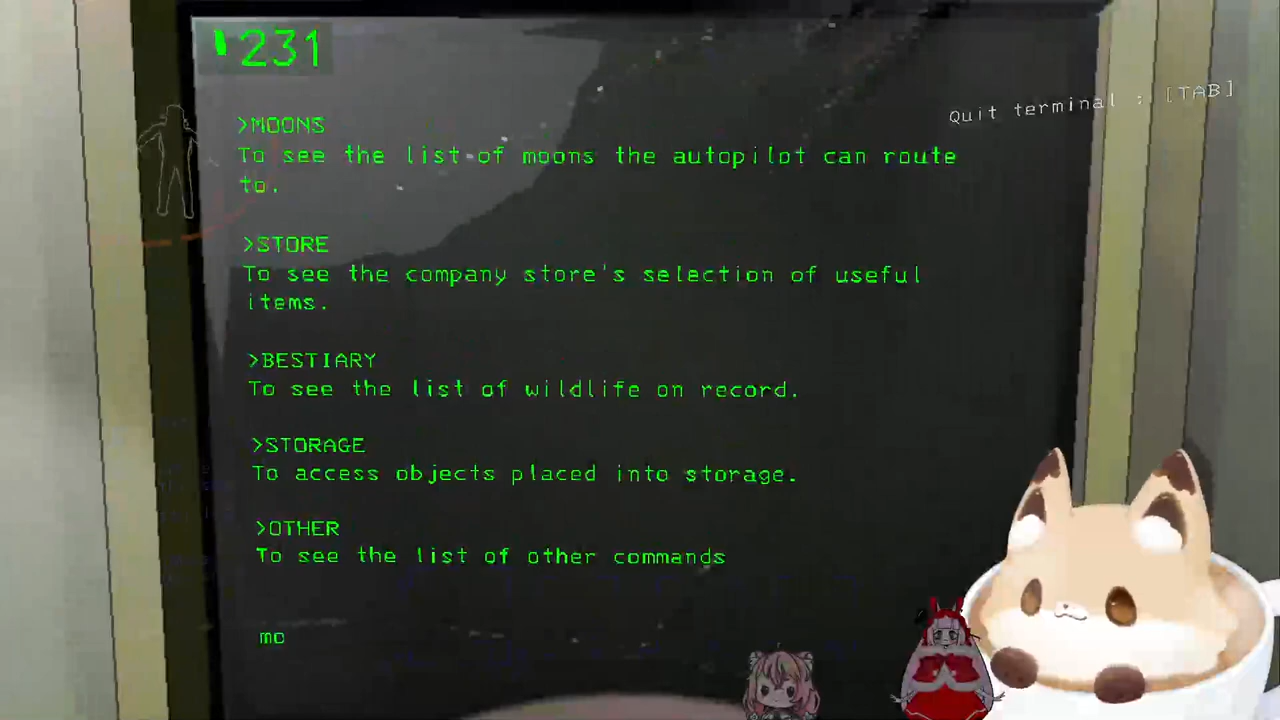 231
>MOONS
To see the list of moons the autopilot can route
to.
>STORE
To see the company store's selection of useful
items.
>BESTIARY
To see the list of wildlife on record.
>STORAGE
To access objects placed into storage.
>OTHER
To see the list of other commands
mo
Quit terminal : [TAB]